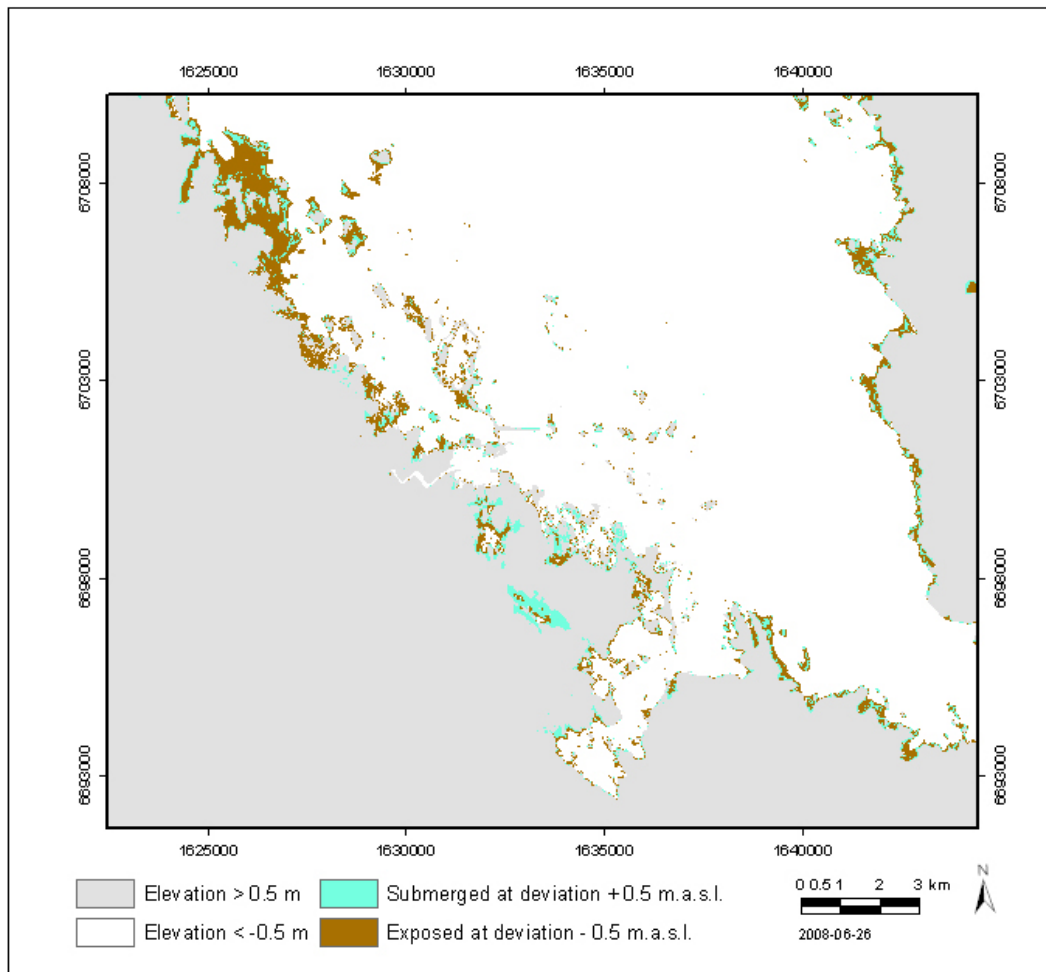 1625000 1630000 1635000 1640000
6708000 6708000
6703000 6703000
6698000 6698000
6693000 6693000
1625000 1630000 1635000 1640000
Elevation > 0.5 m Submerged at deviation +0.5 m.a.s.l.
Elevation < -0.5 m Exposed at deviation - 0.5 m.a.s.l.
0 0.5 1 2 3 km
N
2008-06-26